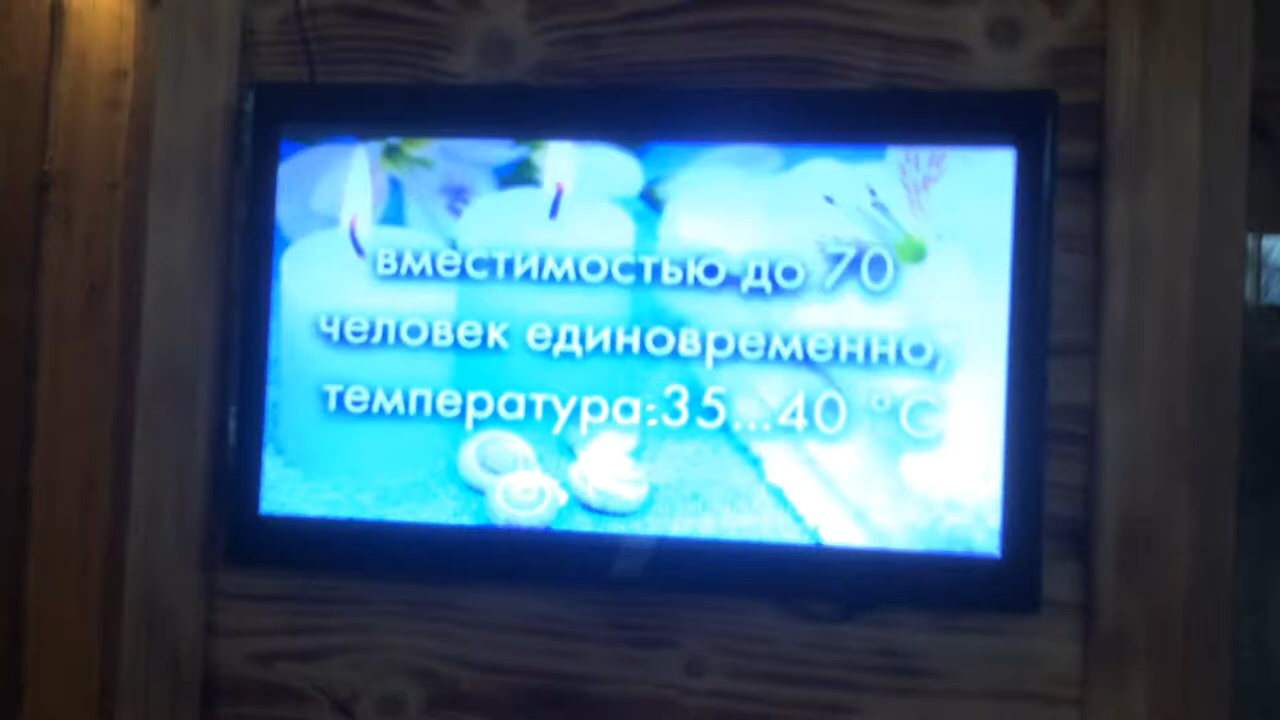 вместимостью до 70
человек единовременно,
температура:35...40 °C